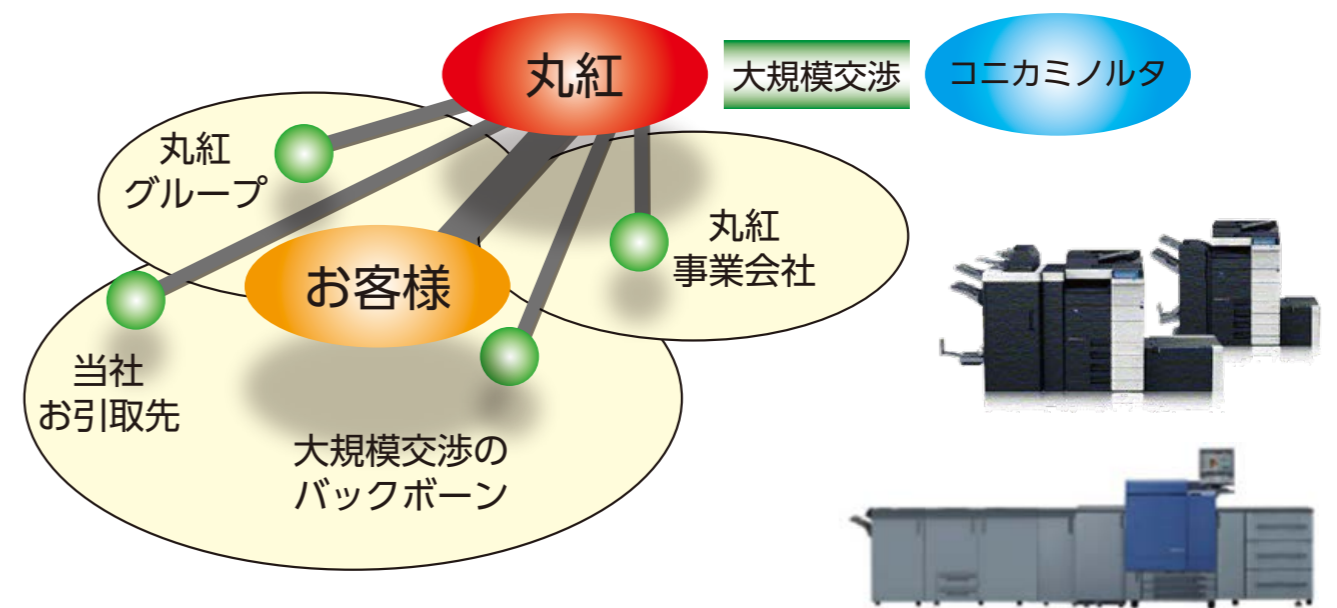 丸紅
大規模交渉
コニカミノルタ
丸紅
グループ
丸紅
事業会社
お客様
当社
お引取先
大規模交渉の
バックボーン